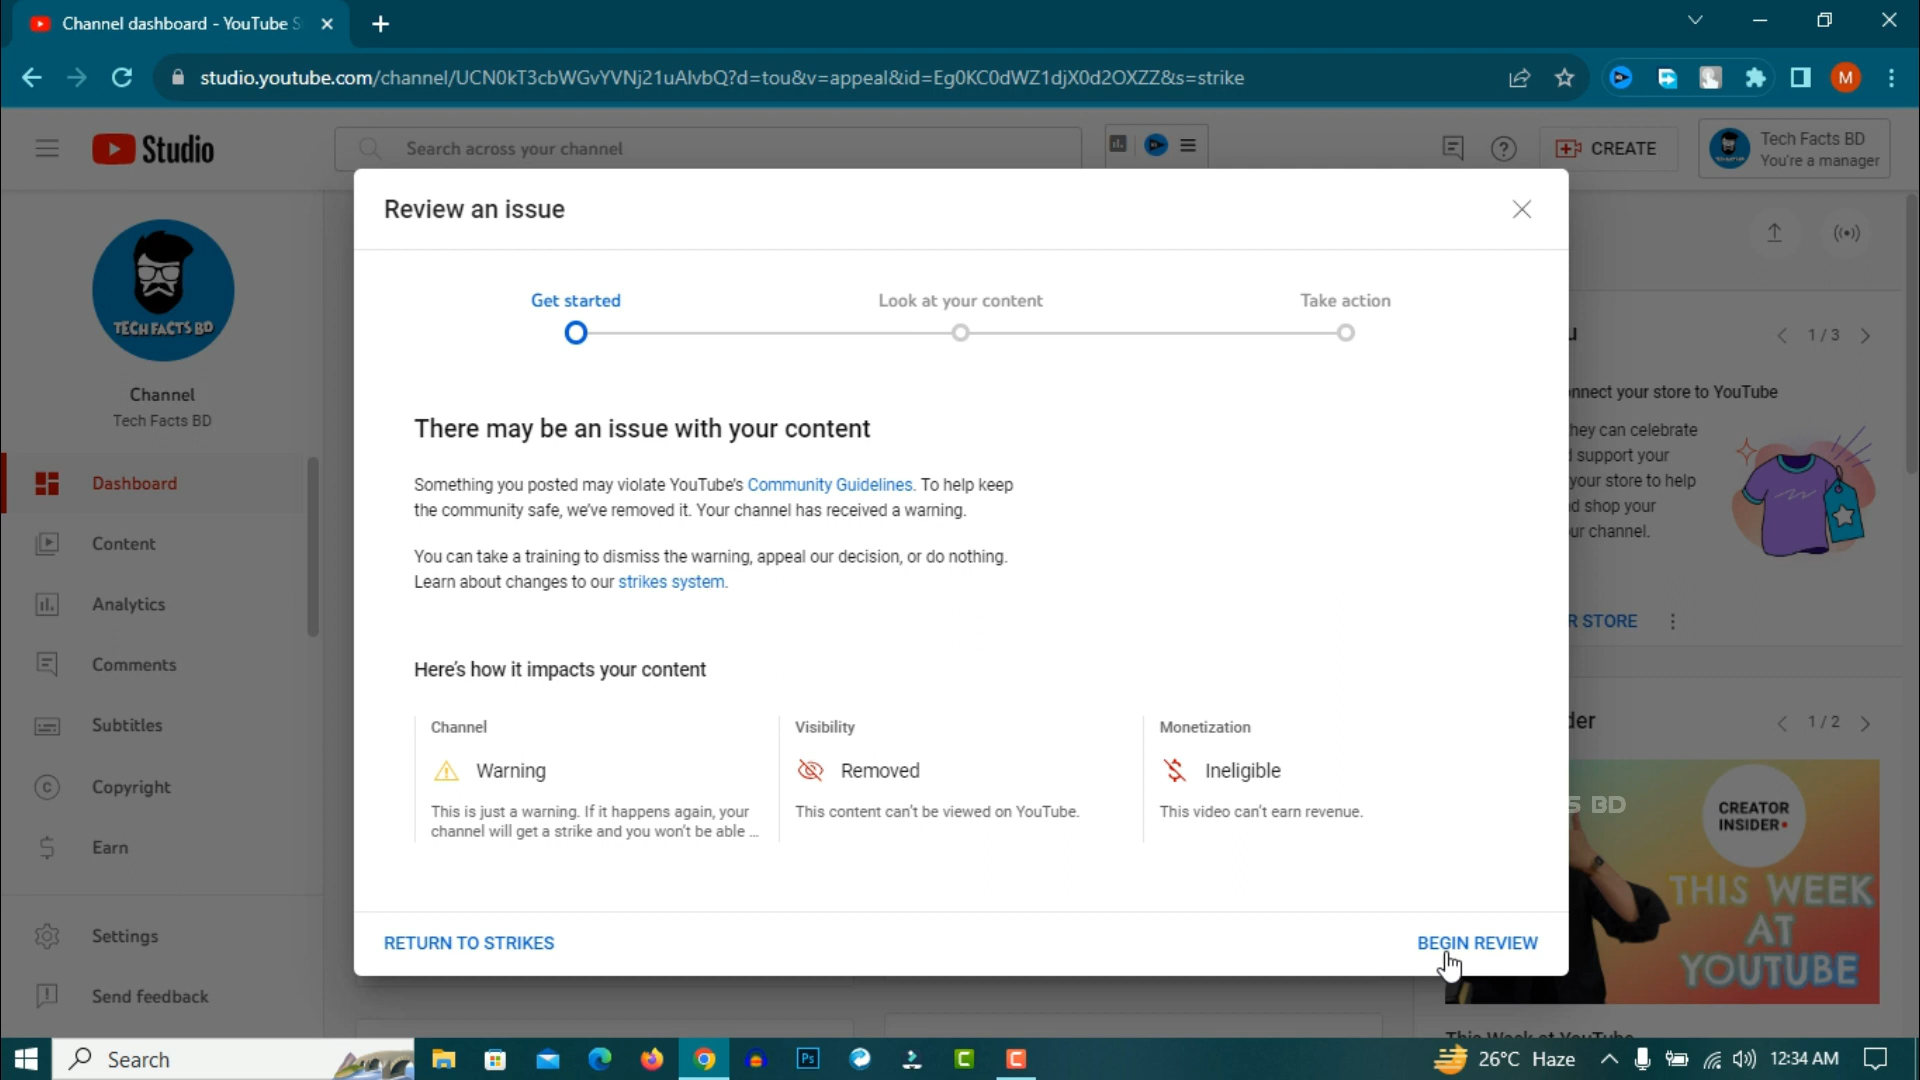 Channel dashboard - YouTube S
studio.youtube.com/channel/UCN0kT3cbWGvYVNj21uAlvbQ?d=tou&v=appeal&id=Eg0KC0dWZ1djX0d2OXZZ&s=strike
M
Studio
Search across your channel
CREATE
Tech Facts BD
You're a manager
Review an issue
Get started
Look at your content
Take action
TECH FACTS BD
Channel
Tech Facts BD
Dashboard
Content
Analytics
Comments
Subtitles
Copyright
Earn
Settings
Send feedback
There may be an issue with your content
Something you posted may violate YouTube's Community Guidelines. To help keep
the community safe, we've removed it. Your channel has received a warning.
You can take a training to dismiss the warning, appeal our decision, or do nothing.
Learn about changes to our strikes system.
Here's how it impacts your content
Channel
Warning
This is just a warning. If it happens again, your
channel will get a strike and you won't be able ...
Visibility
Removed
This content can't be viewed on YouTube.
Monetization
Ineligible
This video can't earn revenue.
RETURN TO STRIKES
BEGIN REVIEW
u
1 / 3
nnect your store to YouTube
hey can celebrate
support your
your store to help
d shop your
ur channel.
R STORE
der
1 / 2
S BD
CREATOR
INSIDER
THIS WEEK
AT
YOUTUBE
This Week at YouTube
Search
Ps
C
C
26°C Haze
12:34 AM